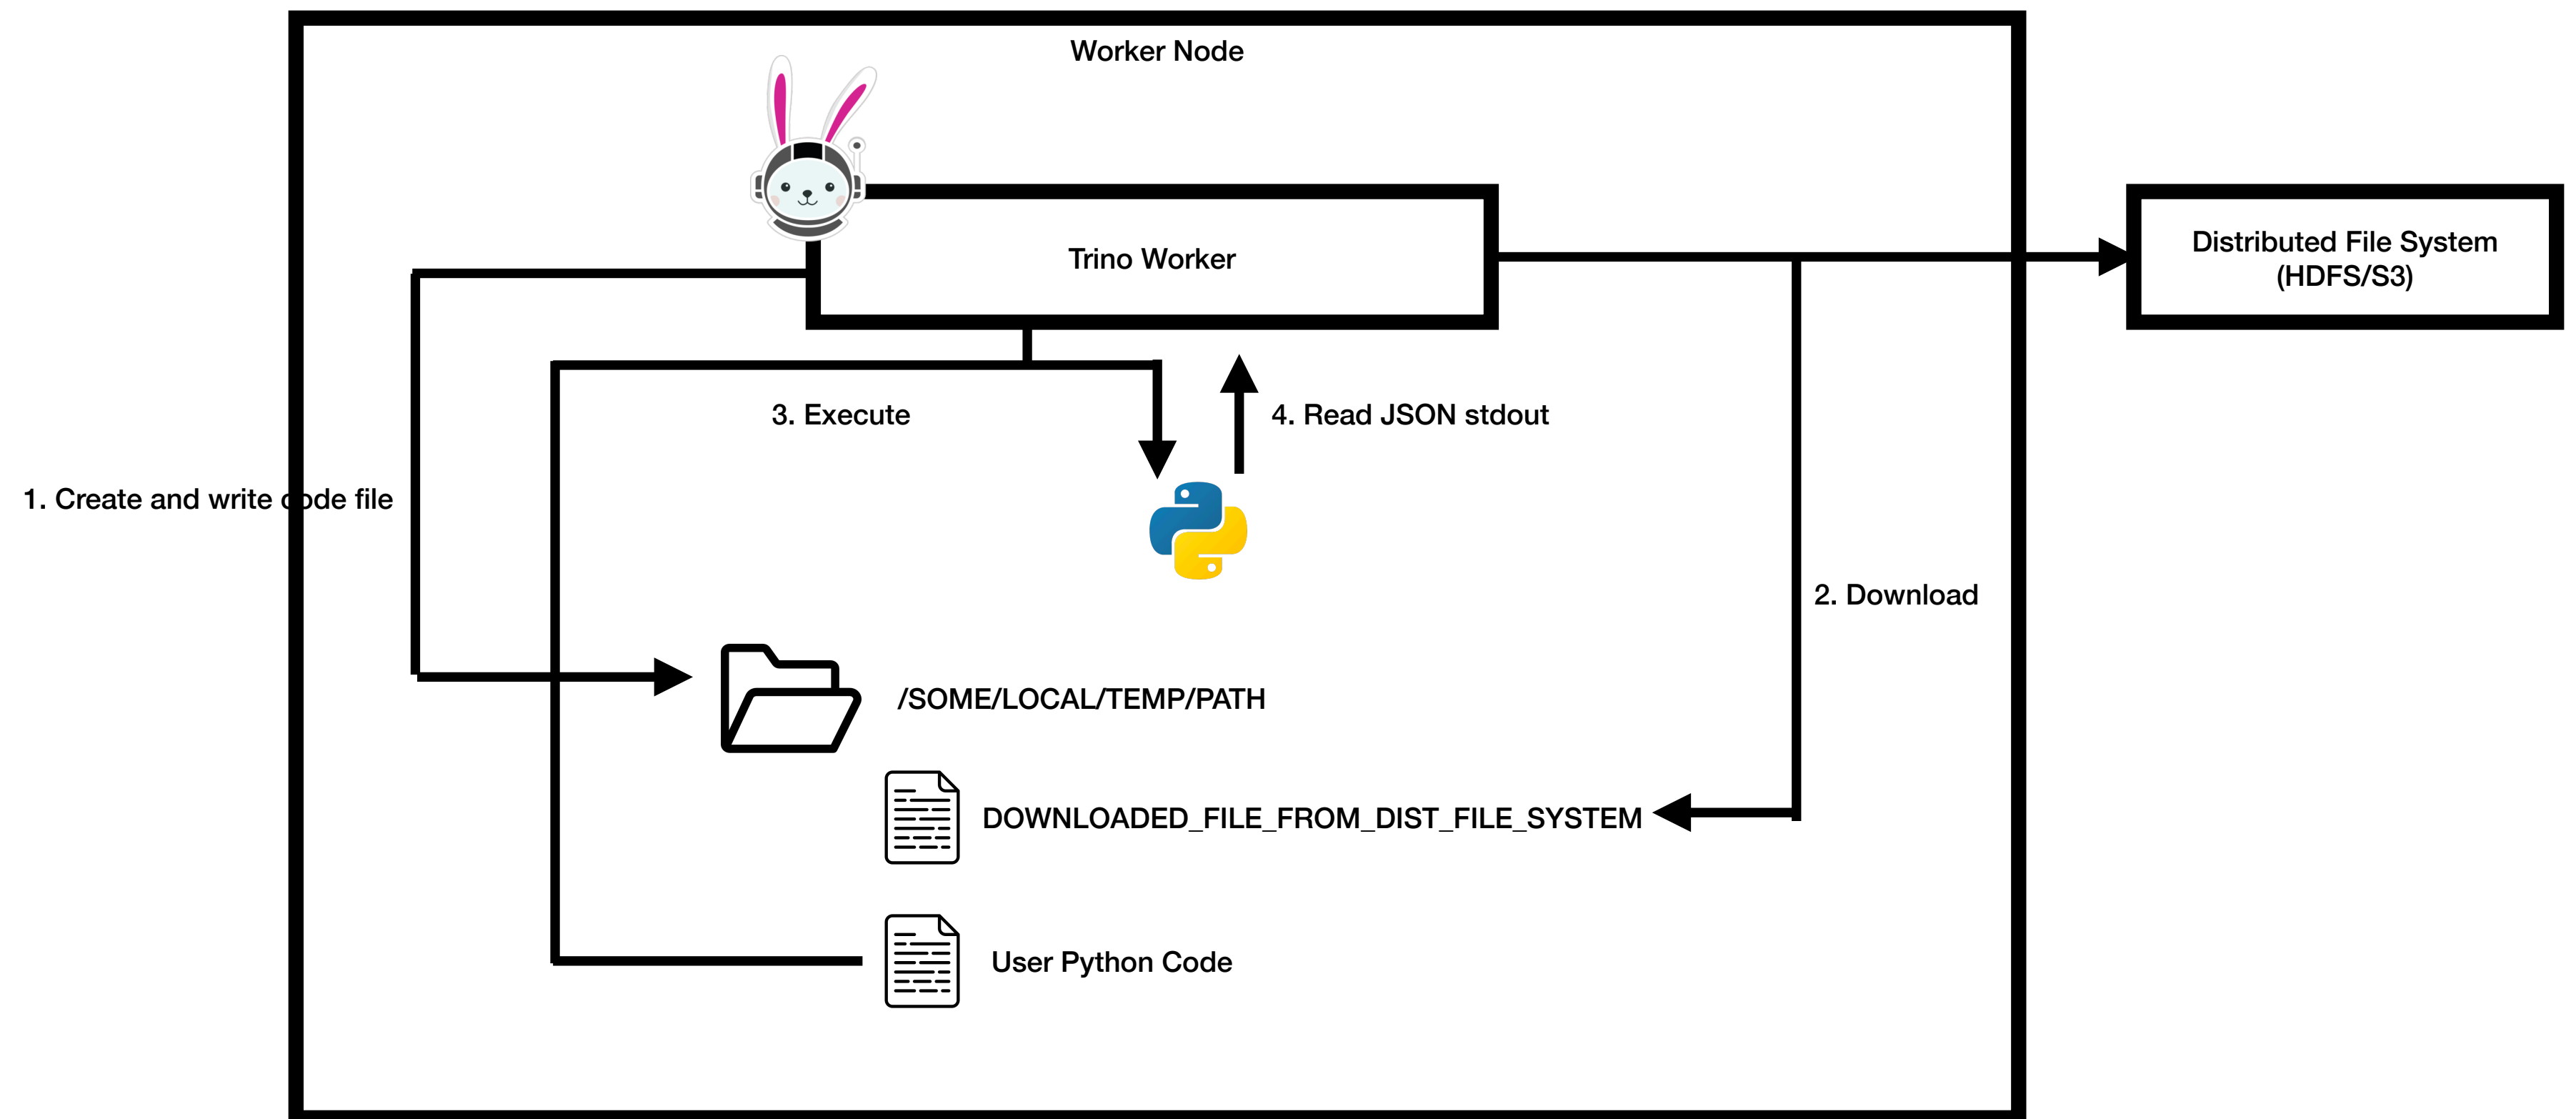 Worker Node
Trino Worker
Distributed File System
(HDFS/S3)
3. Execute
4. Read JSON stdout
1. Create and write code file
2. Download
/SOME/LOCAL/TEMP/PATH
DOWNLOADED_FILE_FROM_DIST_FILE_SYSTEM
User Python Code